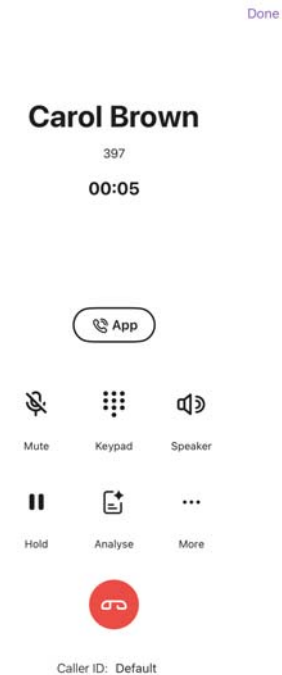 Done
Carol Brown
397
00:05
App
Mute Keypad Speaker
Hold Analyse More
Caller ID: Default